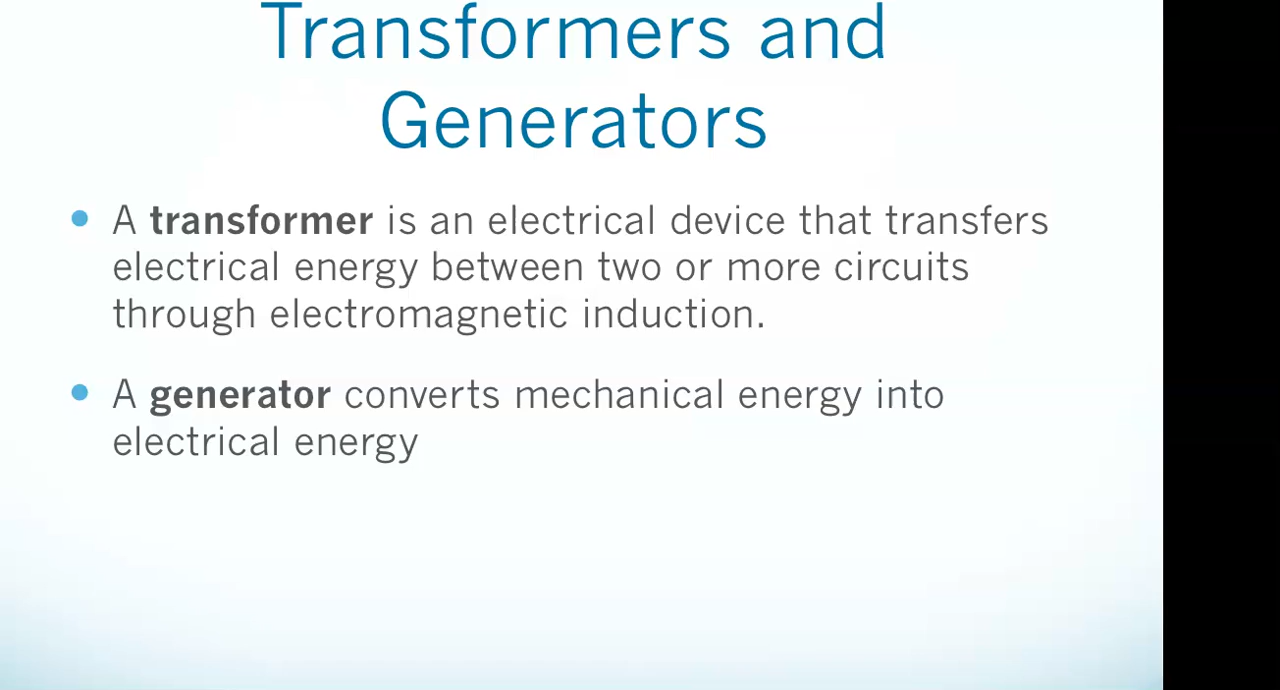 Transformers and
Generators
• A transformer is an electrical device that transfers
electrical energy between two or more circuits
through electromagnetic induction.
• A generator converts mechanical energy into
electrical energy